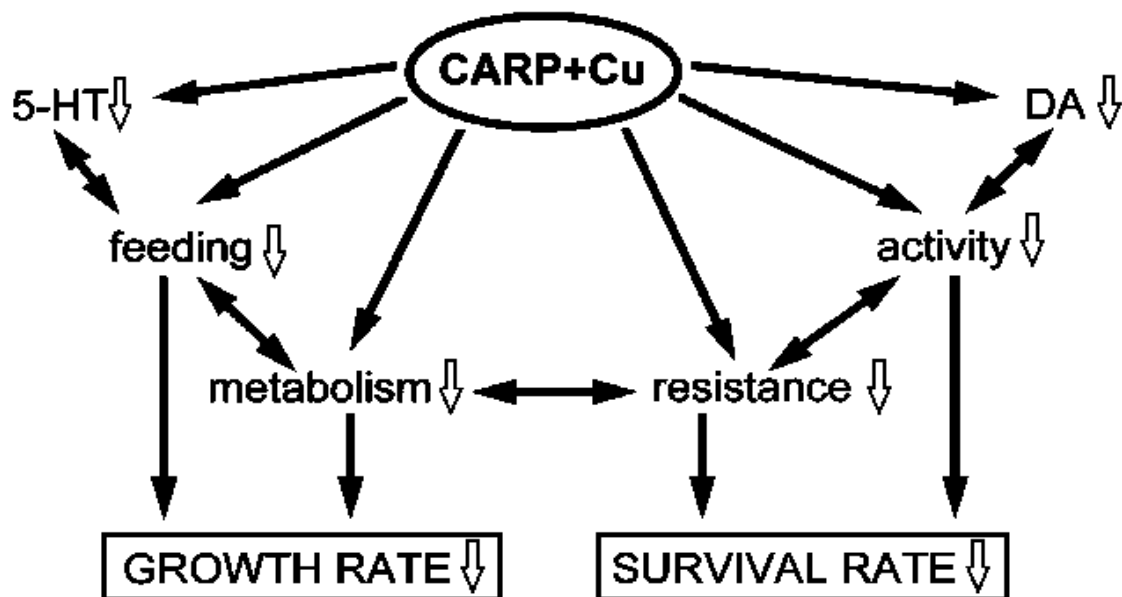 CARP+Cu
5-HT
DA
feeding
activity
metabolism
resistance
GROWTH RATE
SURVIVAL RATE